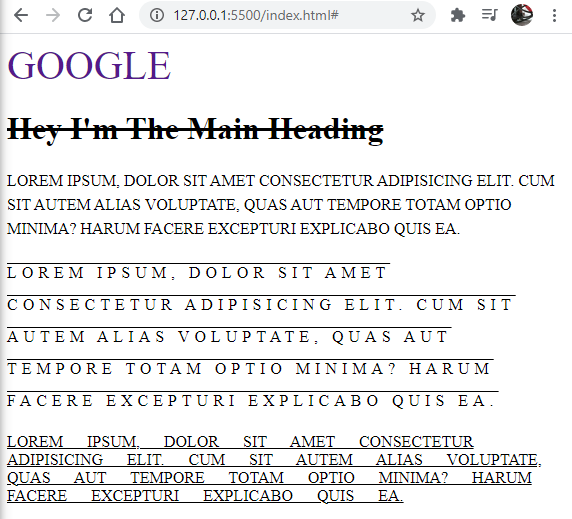 127.0.0.1:5500/index.html#
GOOGLE
Hey I'm The Main Heading
LOREM IPSUM, DOLOR SIT AMET CONSECTETUR ADIPISICING ELIT. CUM
SIT AUTEM ALIAS VOLUPTATE, QUAS AUT TEMPORE TOTAM OPTIO
MINIMA? HARUM FACERE EXCEPTURI EXPLICABO QUIS EA.
LOREM IPSUM, DOLOR SIT AMET
CONSECTETUR ADIPISICING ELIT. CUM SIT
AUTEM ALIAS VOLUPTATE, QUAS AUT
TEMPORE TOTAM OPTIO MINIMA? HARUM
FACERE EXCEPTURI EXPLICABO QUIS EA.
LOREM IPSUM, DOLOR SIT AMET CONSECTETUR
ADIPISICING ELIT. CUM SIT AUTEM ALIAS VOLUPTATE,
QUAS AUT TEMPORE TOTAM OPTIO MINIMA? HARUM
FACERE EXCEPTURI EXPLICABO QUIS EA.